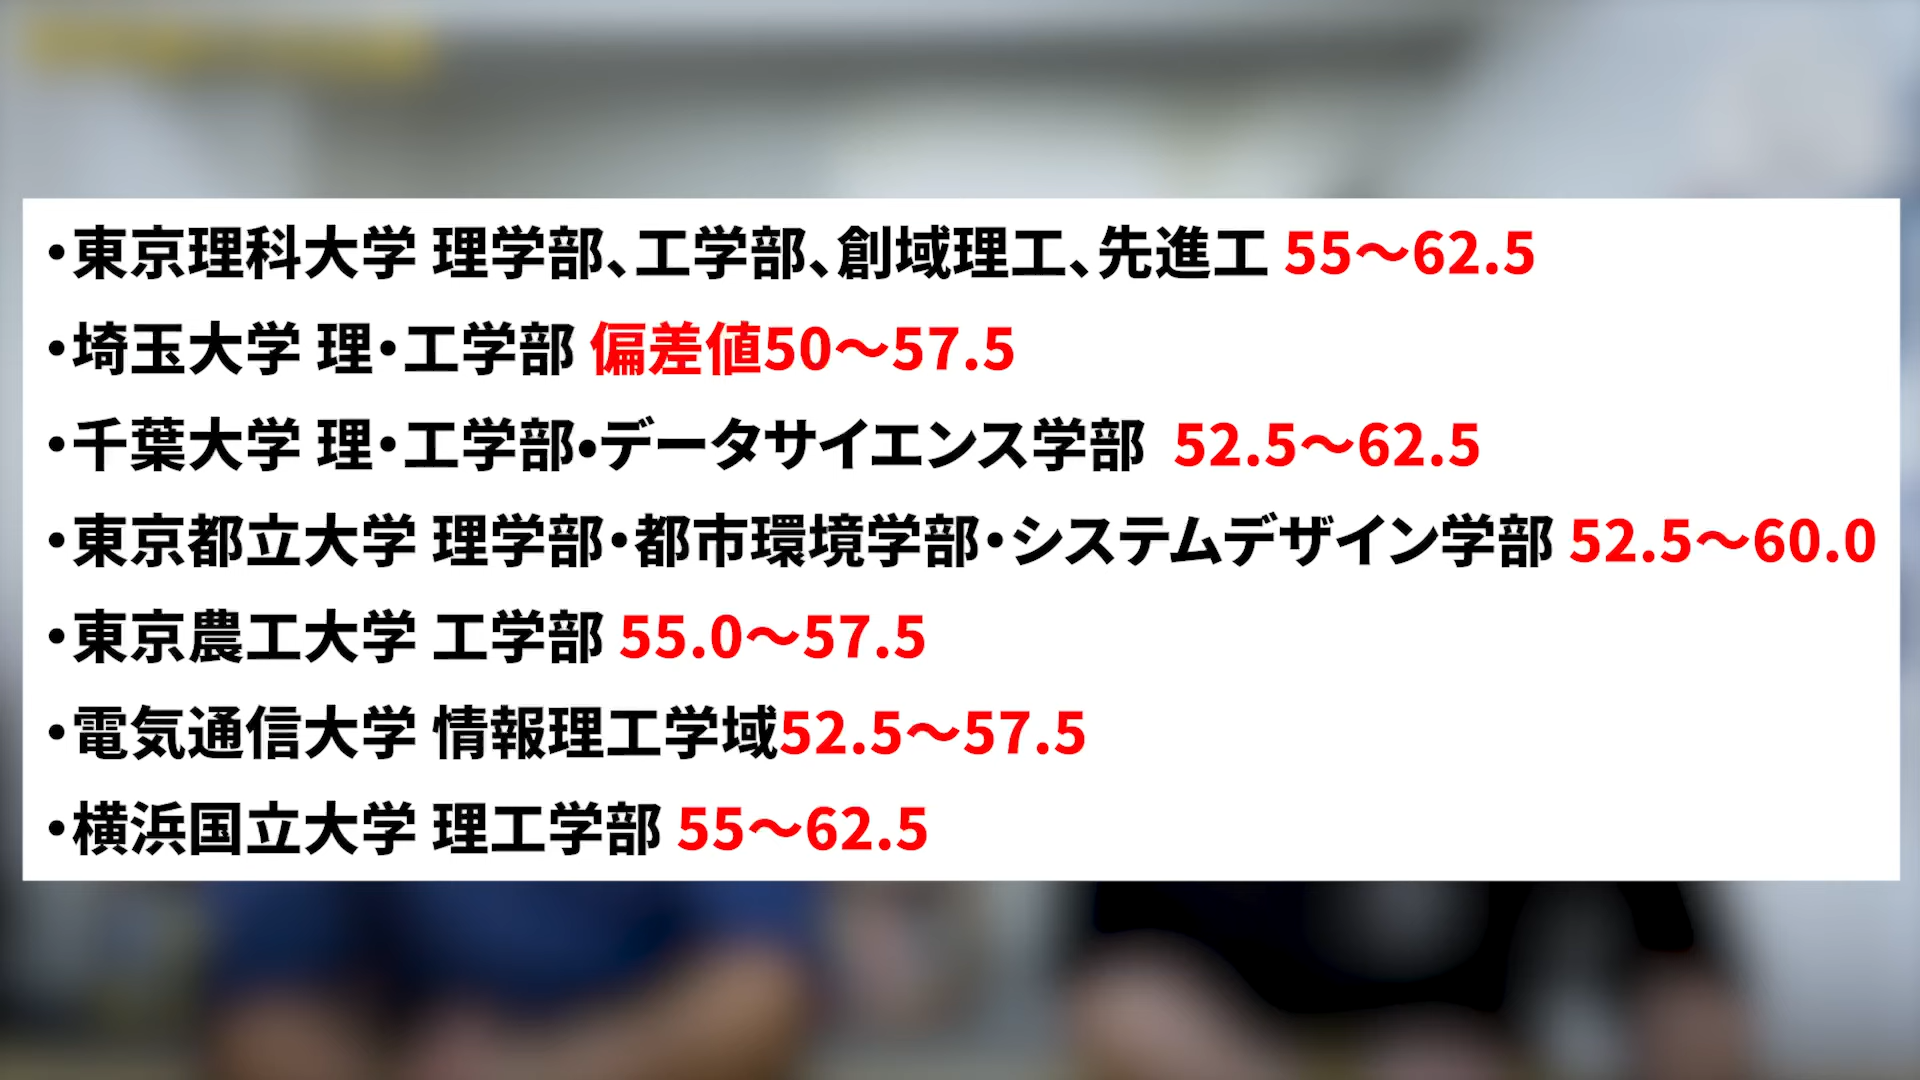 ・東京理科大学 理学部、工学部、創域理工、先進工 55〜62.5
・埼玉大学 理・工学部 偏差値50〜57.5
・千葉大学 理・工学部•データサイエンス学部 52.5〜62.5
・東京都立大学 理学部・都市環境学部・システムデザイン学部 52.5〜60.0
・東京農工大学 工学部 55.0〜57.5
・電気通信大学 情報理工学域52.5〜57.5
・横浜国立大学 理工学部 55〜62.5